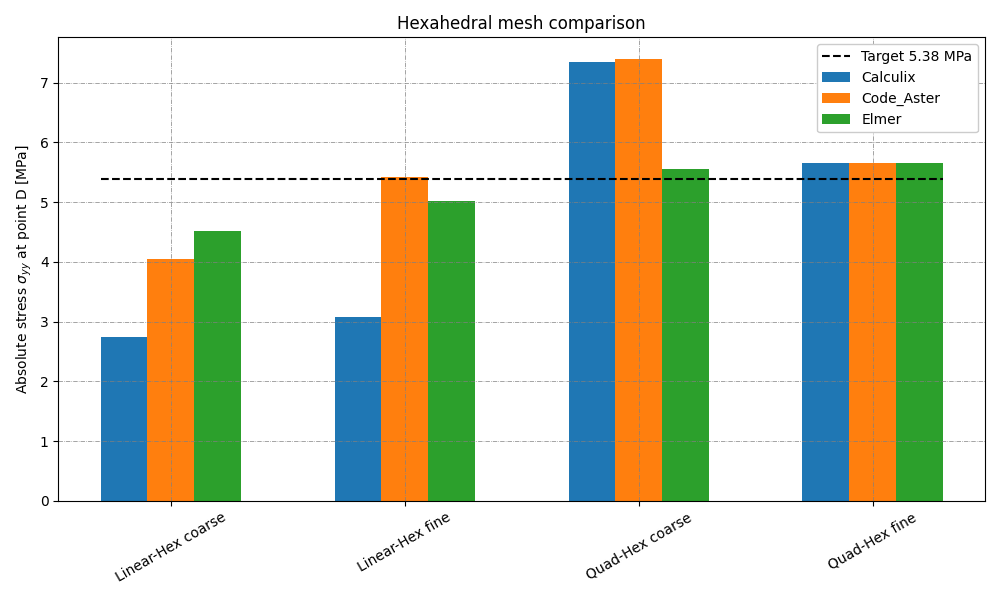 Hexahedral mesh comparison
Target 5.38 MPa
Calculix
Code_Aster
Elmer
Absolute stress σyy at point D [MPa]
7
6
5
4
3
2
1
0
Linear-Hex coarse
Linear-Hex fine
Quad-Hex coarse
Quad-Hex fine